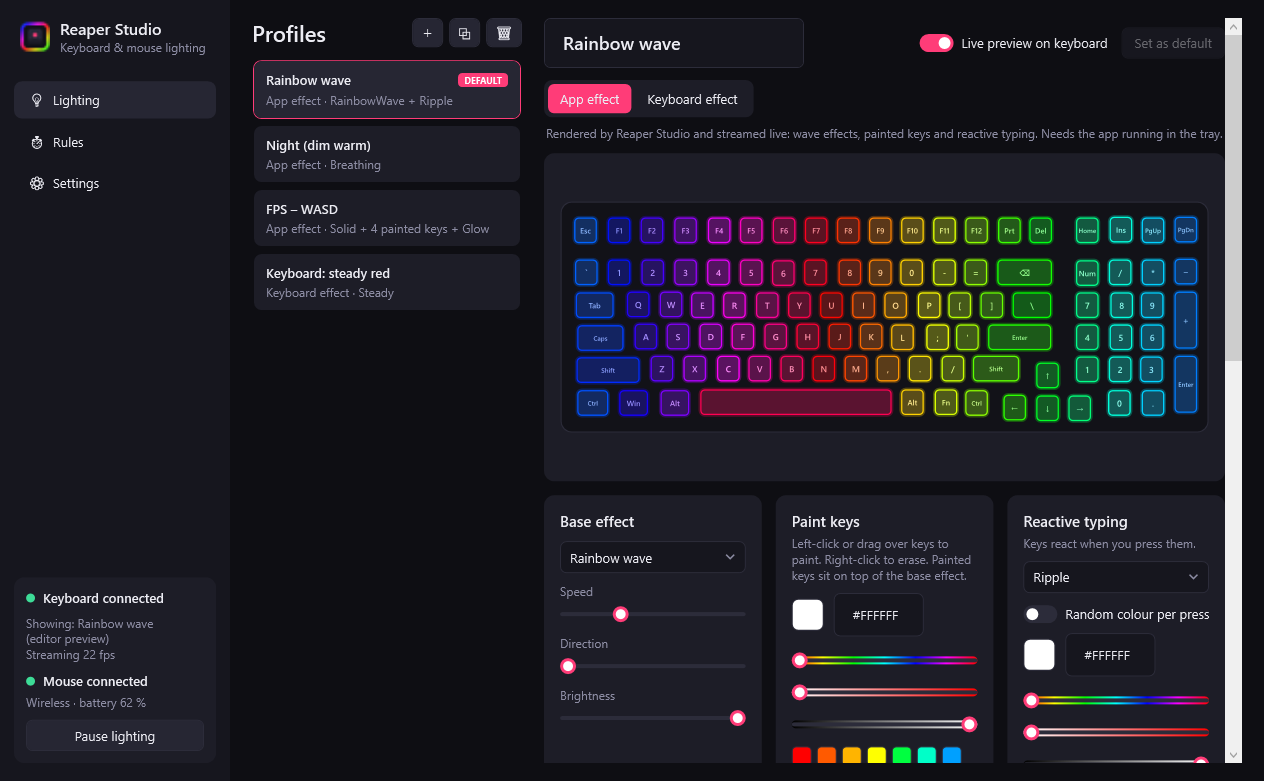 Reaper Studio
Keyboard & mouse lighting
Lighting
Rules
Settings
Keyboard connected
Showing: Rainbow wave
(editor preview)
Streaming 22 fps
Mouse connected
Wireless · battery 62 %
Pause lighting
Profiles
+
Rainbow wave DEFAULT
App effect · RainbowWave + Ripple
Night (dim warm)
App effect · Breathing
FPS – WASD
App effect · Solid + 4 painted keys + Glow
Keyboard: steady red
Keyboard effect · Steady
Rainbow wave
Live preview on keyboard
Set as default
App effect Keyboard effect
Rendered by Reaper Studio and streamed live: wave effects, painted keys and reactive typing. Needs the app running in the tray.
Esc F1 F2 F3 F4 F5 F6 F7 F8 F9 F10 F11 F12 Prt Del Home Ins PgUp PgDn
` 1 2 3 4 5 6 7 8 9 0 - = ⌫ Num / * −
Tab Q W E R T Y U I O P [ ] \ 7 8 9 +
Caps A S D F G H J K L ; ' Enter 4 5 6
Shift Z X C V B N M , . / Shift ↑ 1 2 3 Enter
Ctrl Win Alt Alt Fn Ctrl ← ↓ → 0 .
Base effect
Rainbow wave
Speed
Direction
Brightness
Paint keys
Left-click or drag over keys to
paint. Right-click to erase. Painted
keys sit on top of the base effect.
#FFFFFF
Reactive typing
Keys react when you press them.
Ripple
Random colour per press
#FFFFFF